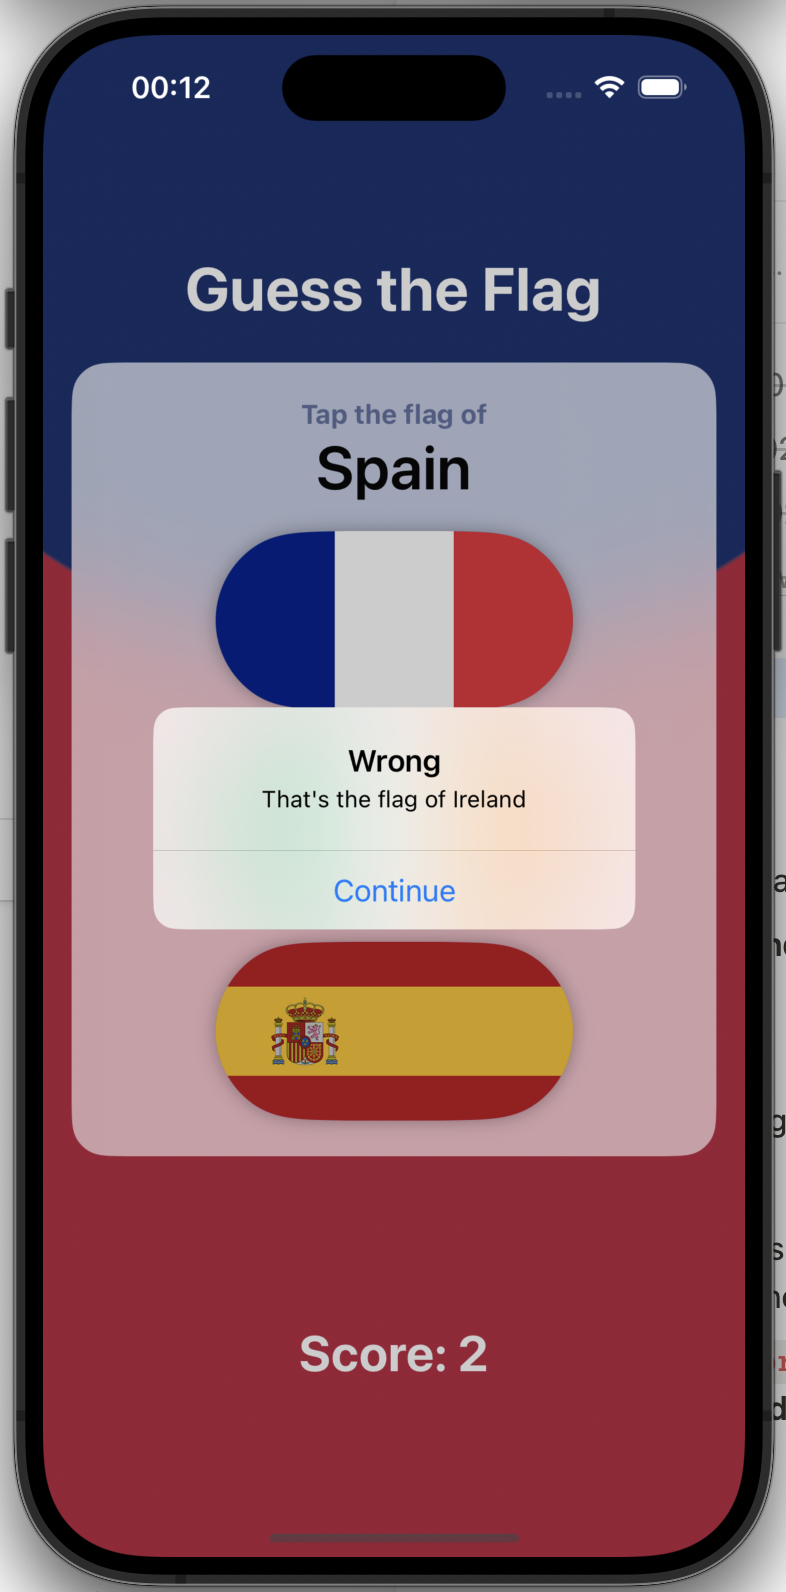 00:12
Guess the Flag
Tap the flag of
Spain
Wrong
That's the flag of Ireland
Continue
Score: 2